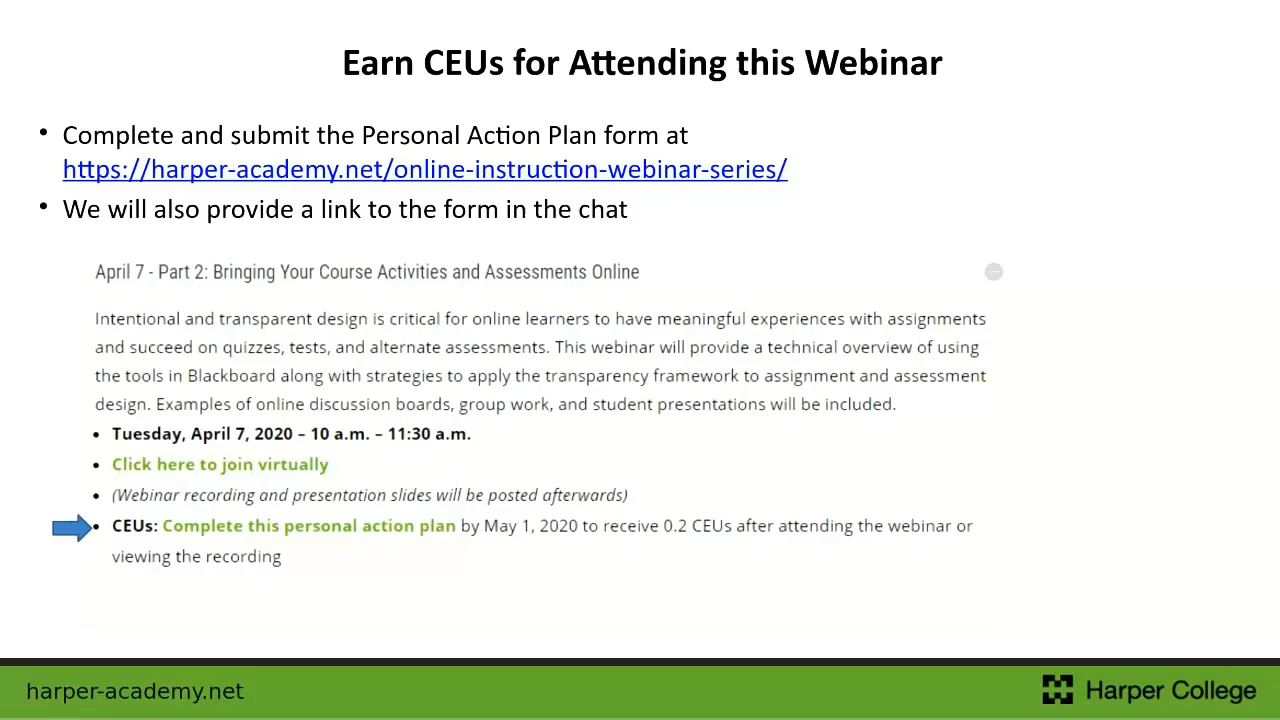 Earn CEUs for Attending this Webinar
• Complete and submit the Personal Action Plan form at
https://harper-academy.net/online-instruction-webinar-series/
• We will also provide a link to the form in the chat
April 7 - Part 2: Bringing Your Course Activities and Assessments Online
Intentional and transparent design is critical for online learners to have meaningful experiences with assignments
and succeed on quizzes, tests, and alternate assessments. This webinar will provide a technical overview of using
the tools in Blackboard along with strategies to apply the transparency framework to assignment and assessment
design. Examples of online discussion boards, group work, and student presentations will be included.
• Tuesday, April 7, 2020 – 10 a.m. – 11:30 a.m.
• Click here to join virtually
• (Webinar recording and presentation slides will be posted afterwards)
• CEUs: Complete this personal action plan by May 1, 2020 to receive 0.2 CEUs after attending the webinar or
viewing the recording
harper-academy.net
Harper College